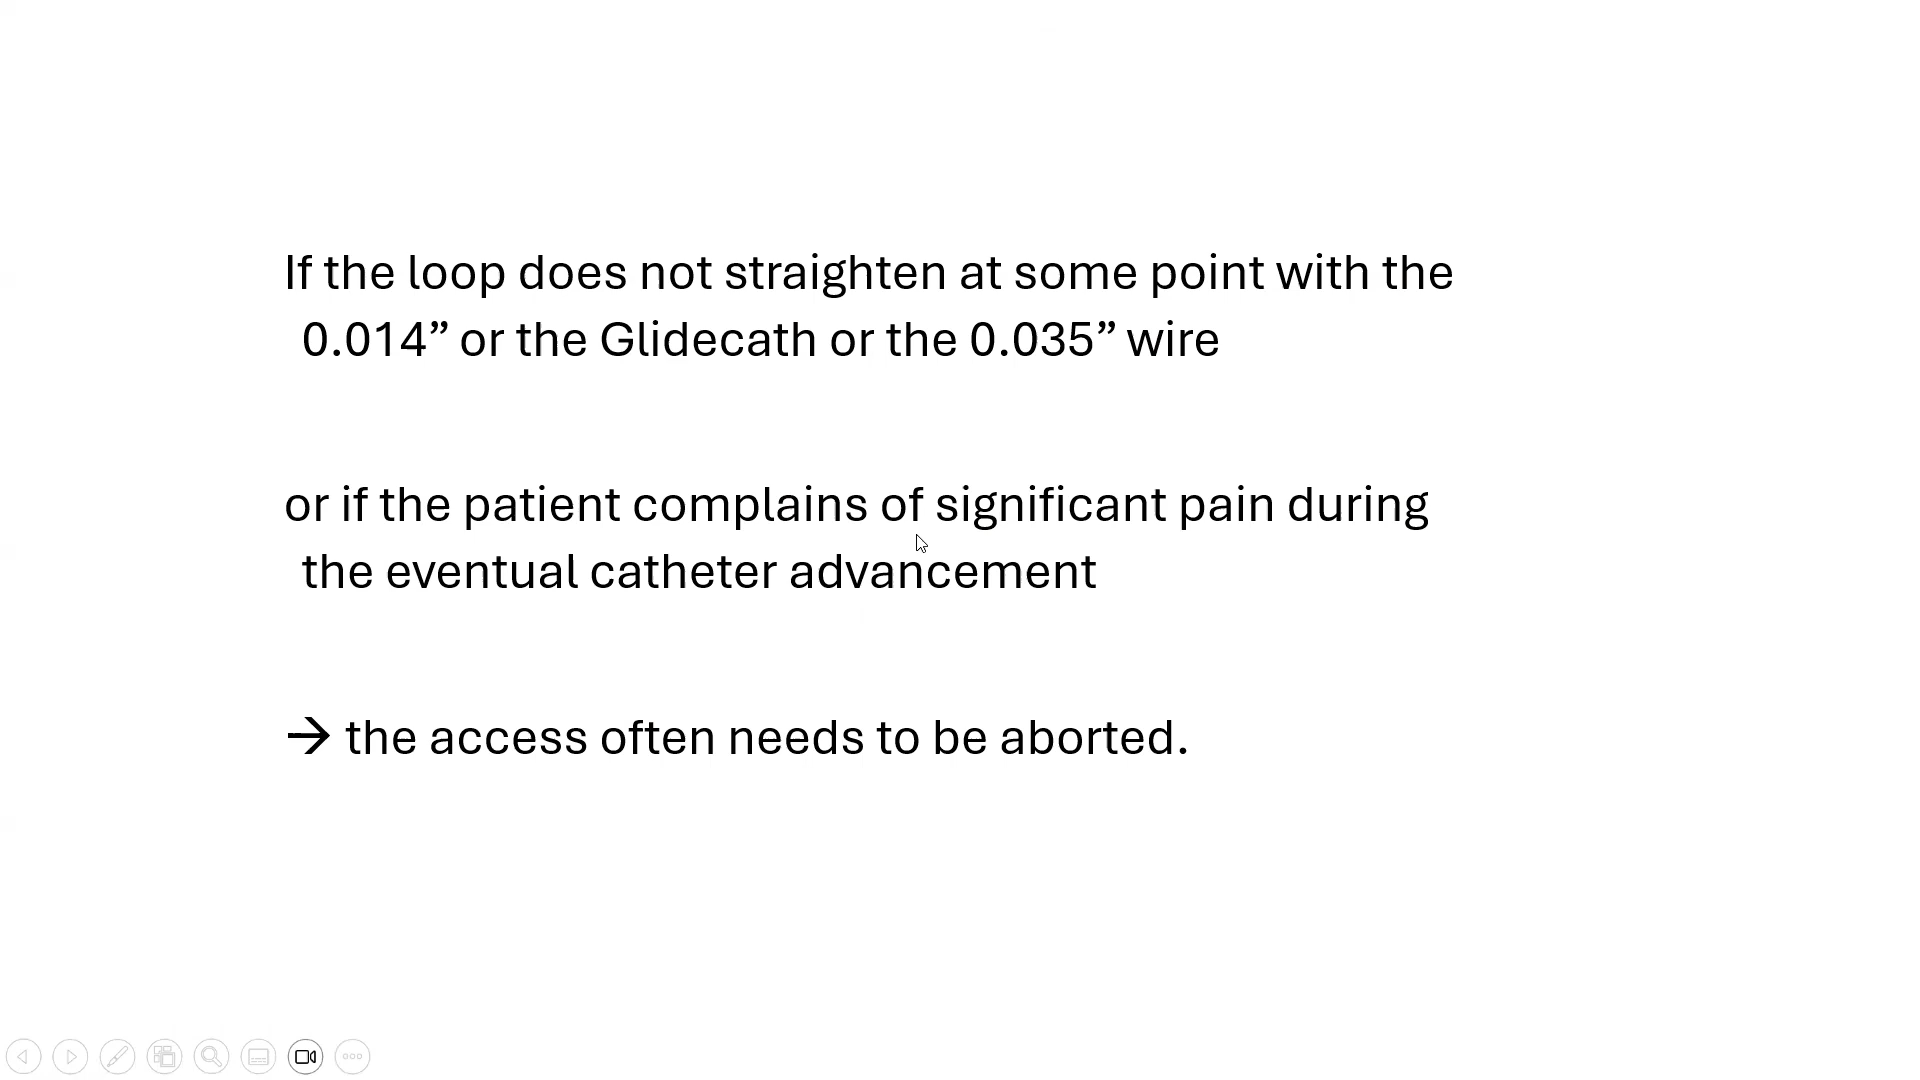 If the loop does not straighten at some point with the
0.014” or the Glidecath or the 0.035” wire
or if the patient complains of significant pain during
the eventual catheter advancement
→ the access often needs to be aborted.